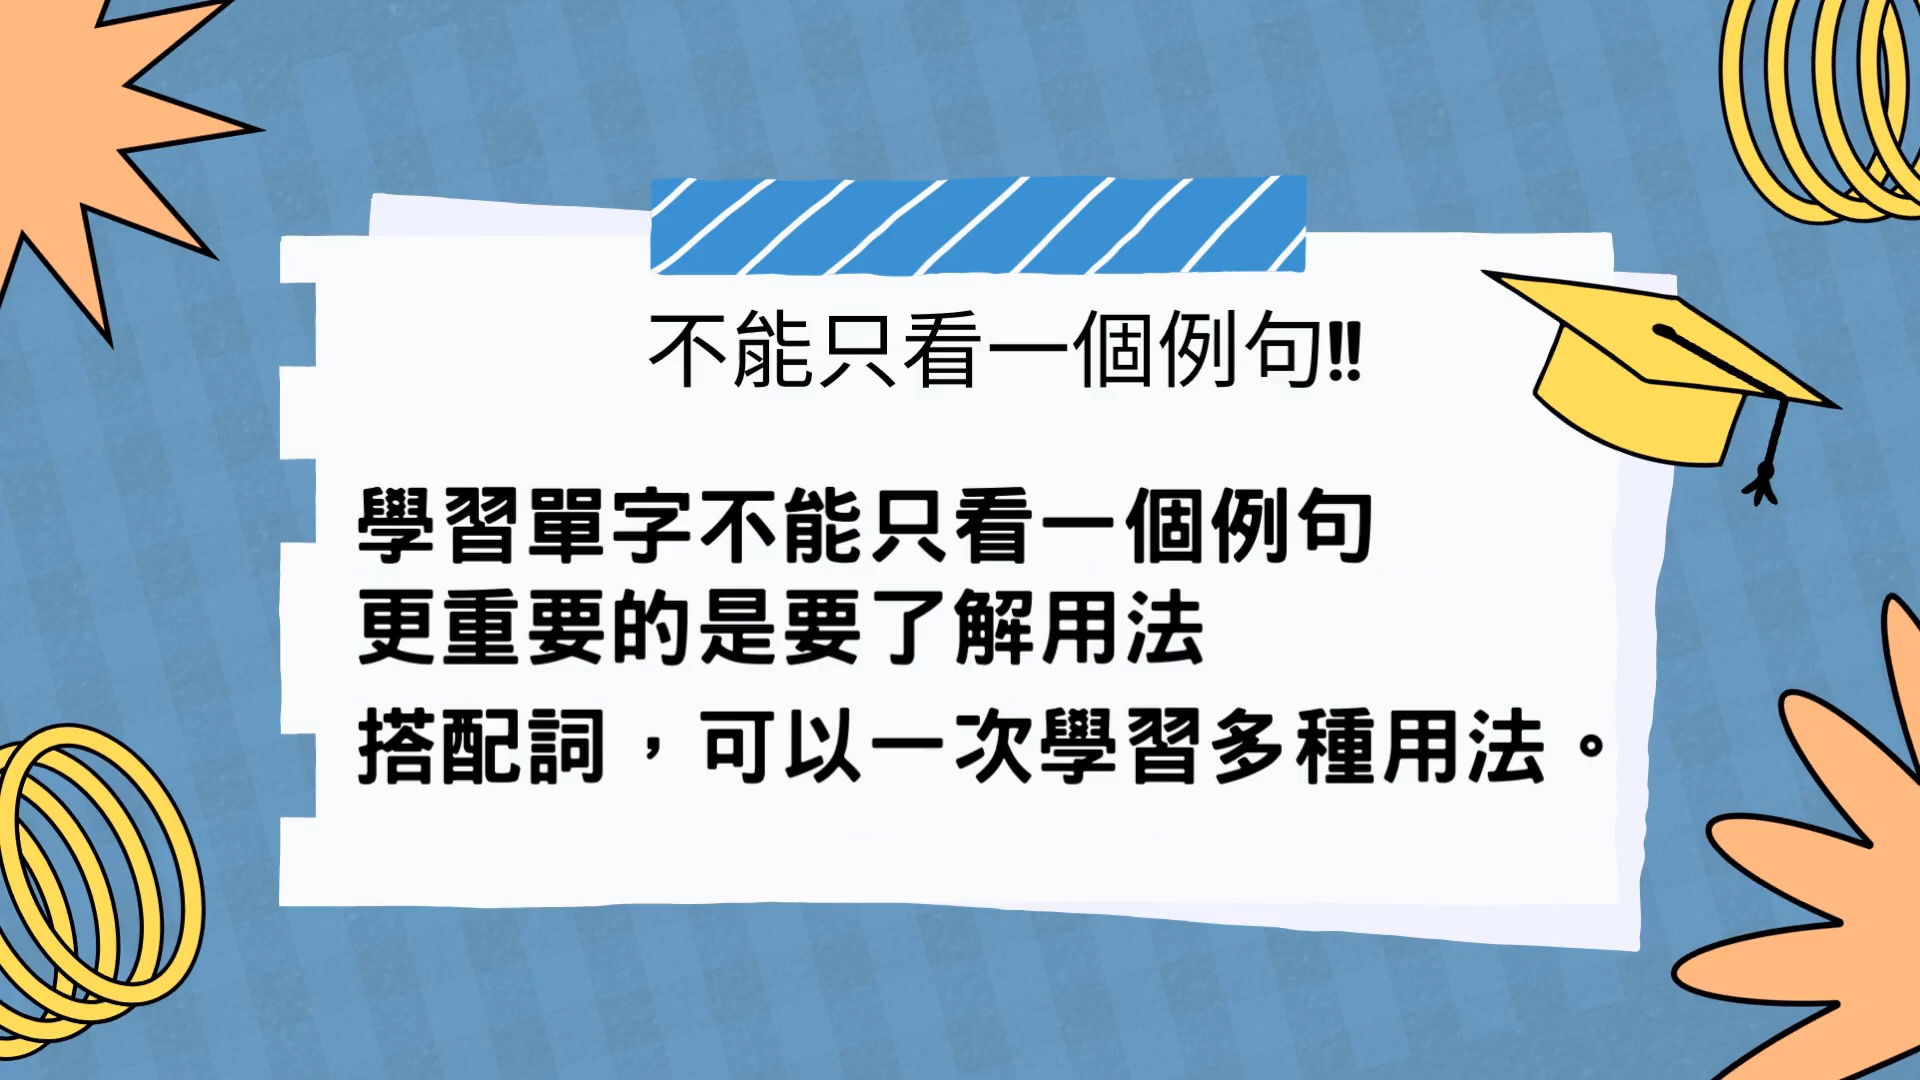 不能只看一個例句!!
學習單字不能只看一個例句
更重要的是要了解用法
搭配詞，可以一次學習多種用法。